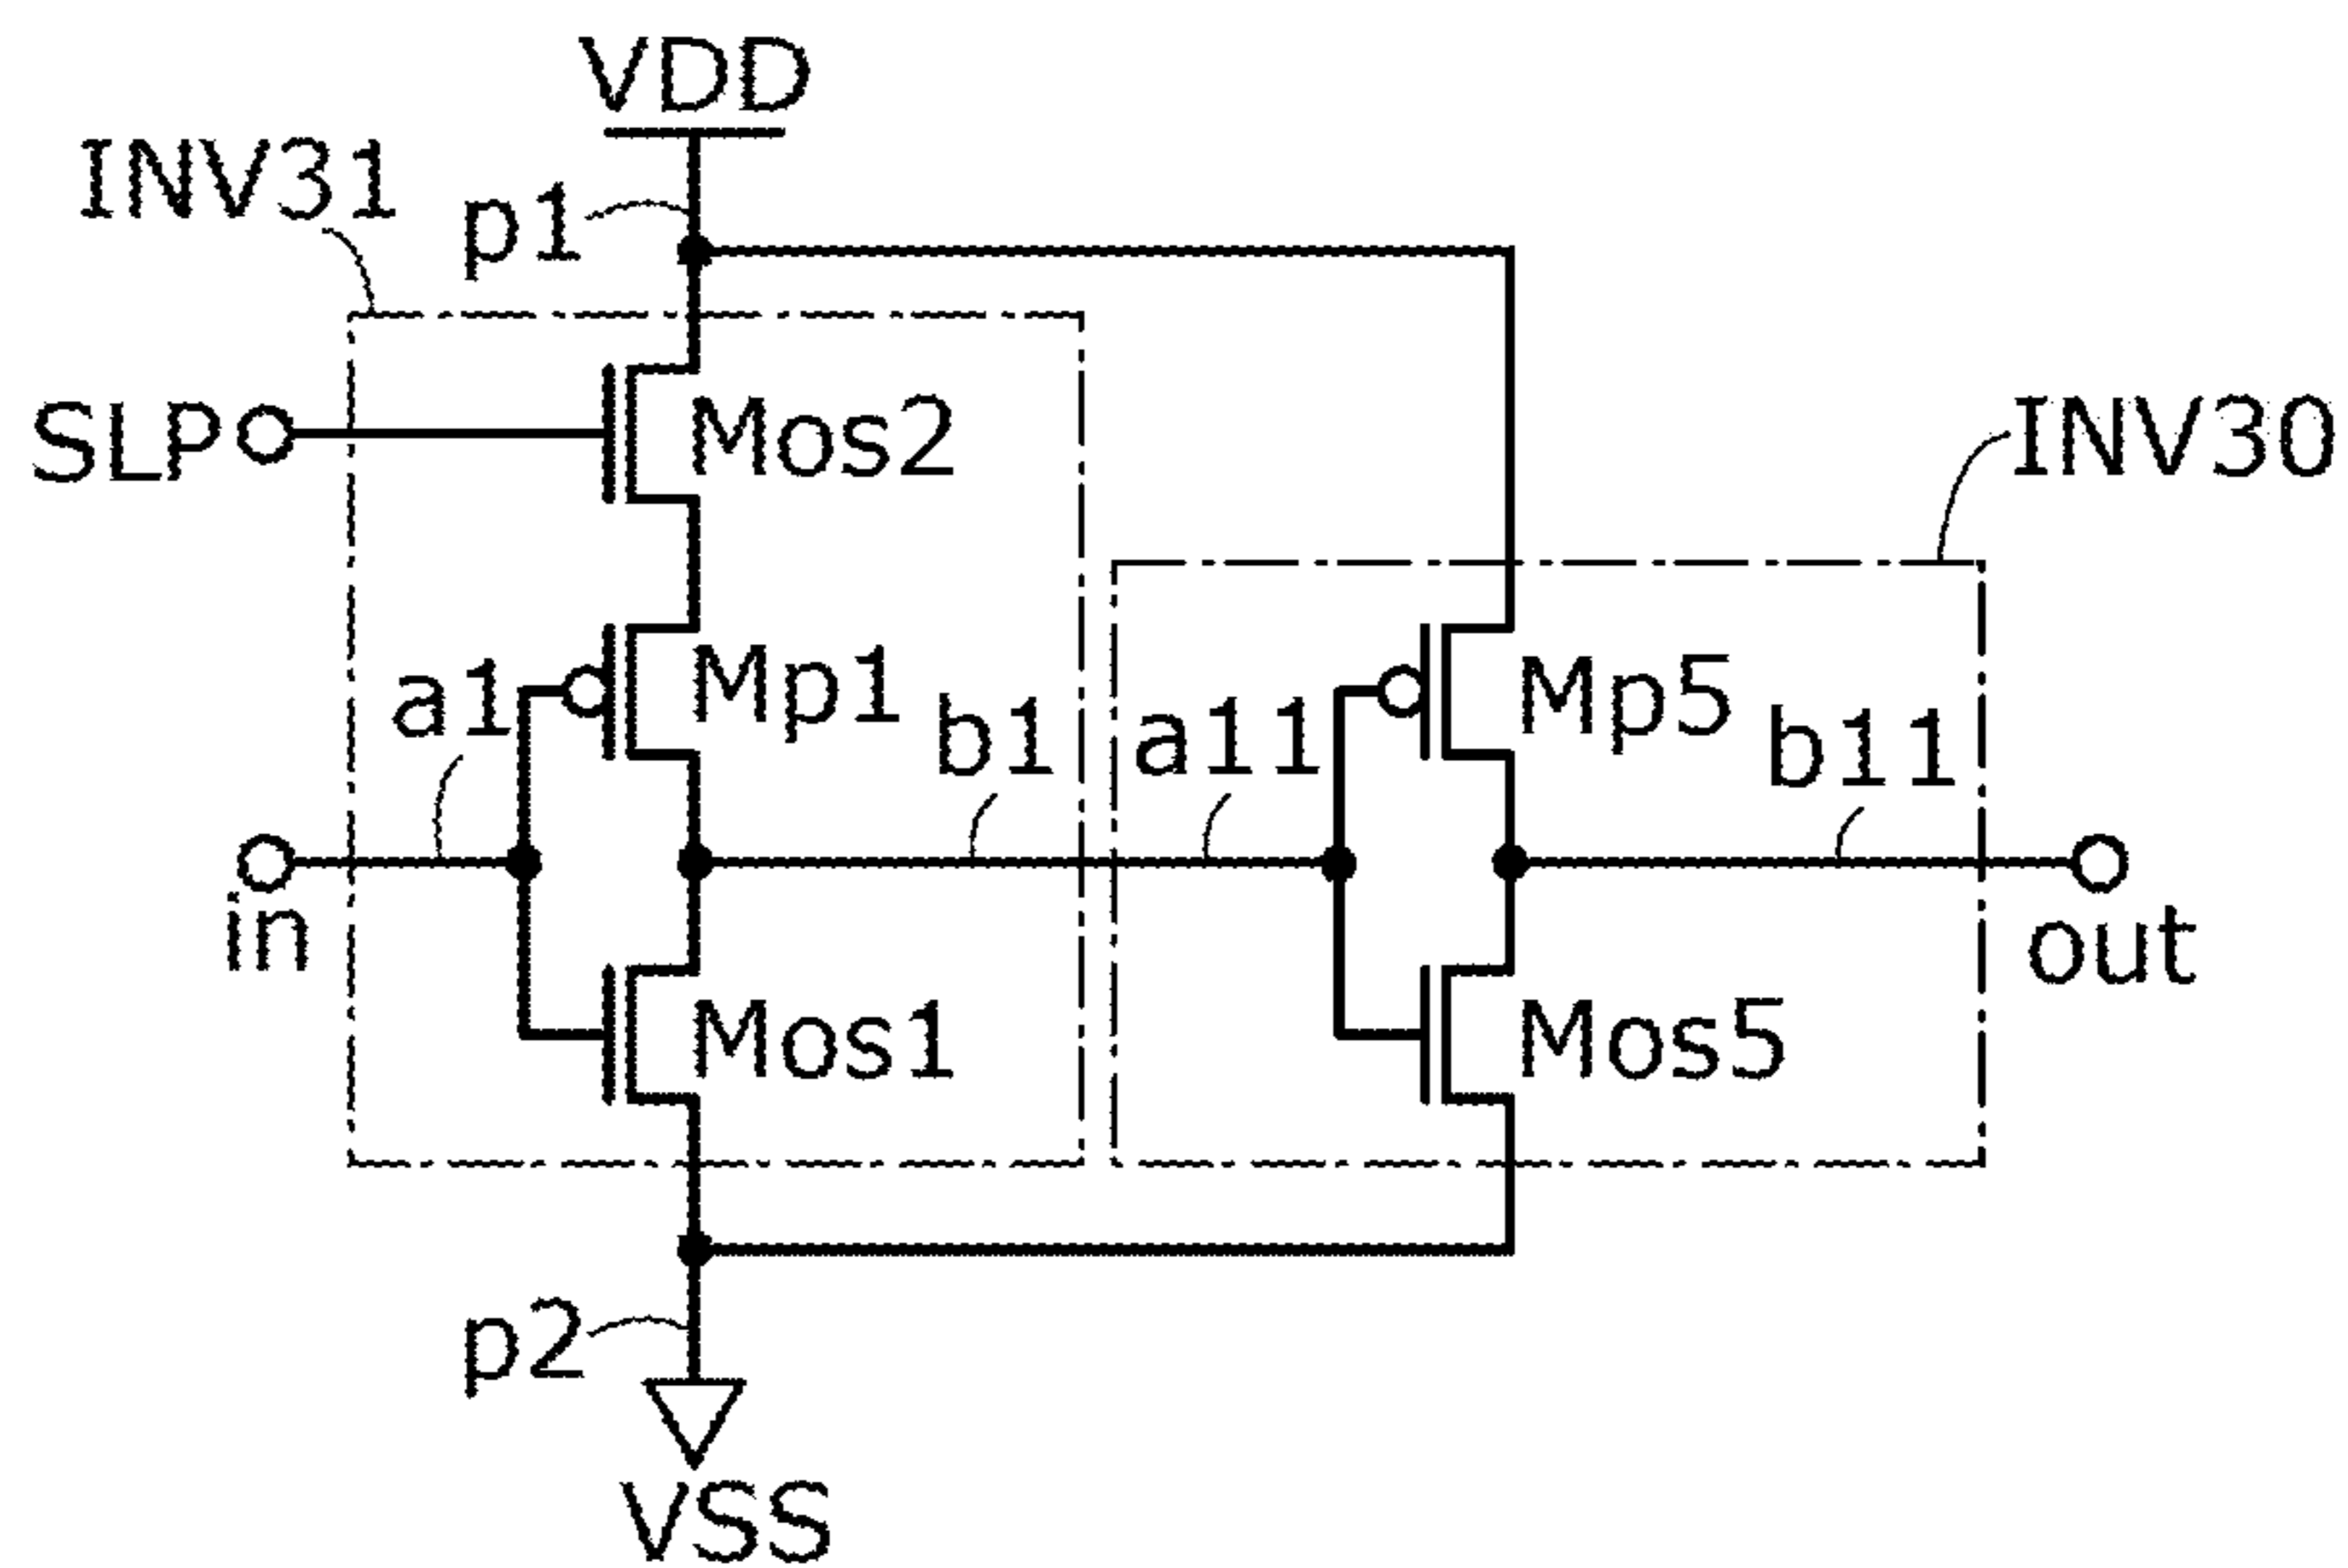 VDD
INV31
p1
SLP
Mos2
INV30
a1
Mp1
b1
a11
Mp5
b11
in
out
Mos1
Mos5
p2
VSS